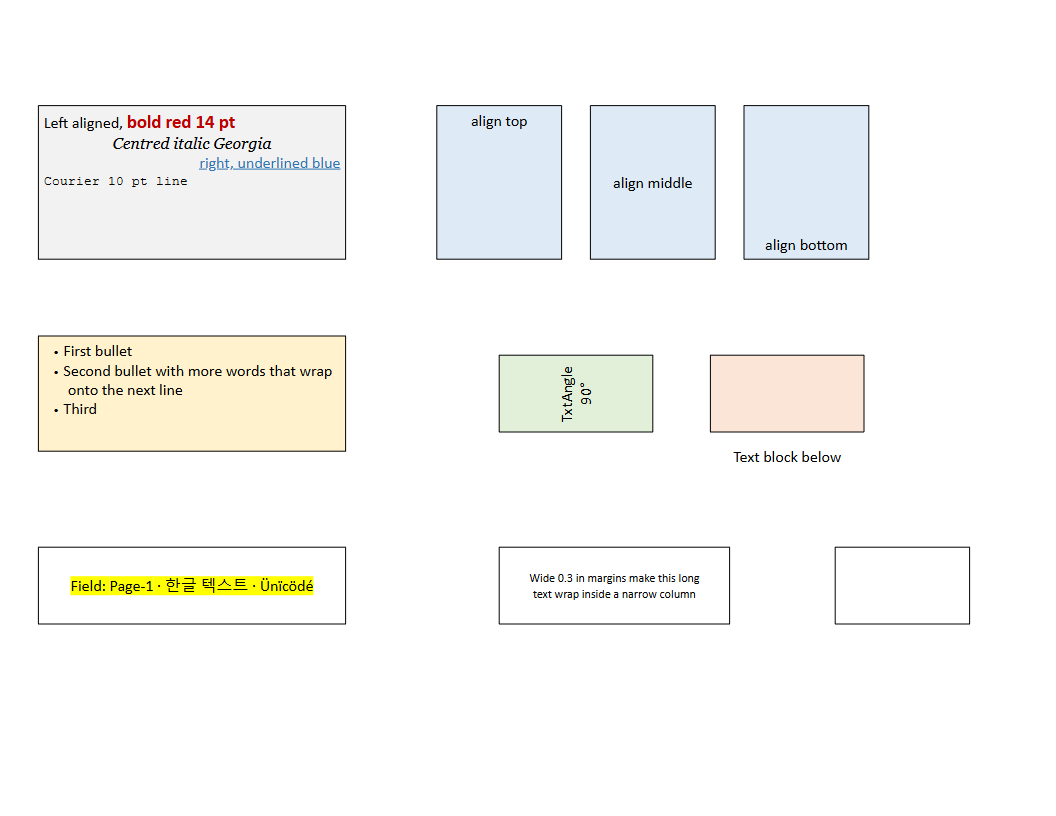 Left aligned, bold red 14 pt
Centred italic Georgia
right, underlined blue
Courier 10 pt line
align top
align middle
align bottom
• First bullet
• Second bullet with more words that wrap
onto the next line
• Third
TxtAngle
90°
Text block below
Field: Page-1 · 한글 텍스트 · Ünïcödé
Wide 0.3 in margins make this long
text wrap inside a narrow column